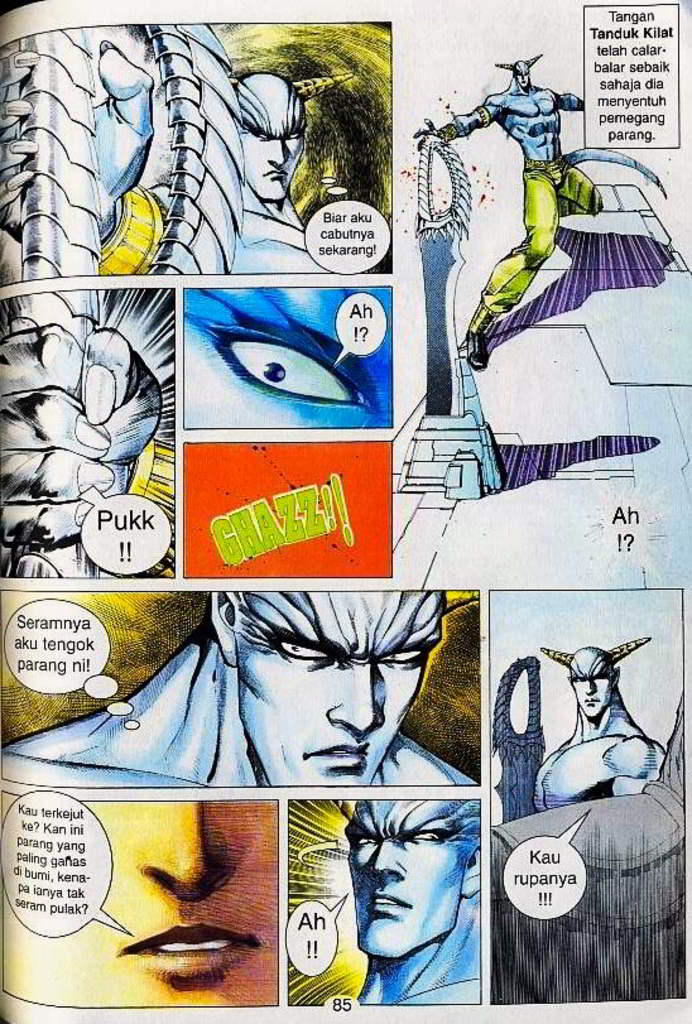 Biar aku
cabutnya
sekarang!
Tangan
Tanduk Kilat
telah calar-
balar sebaik
sahaja dia
menyentuh
pemegang
parang.
Pukk
!!
Ah
!?
GHAZZ!!
Ah
!?
Seramnya
aku tengok
parang ni!
Kau terkejut
ke? Kan ini
parang yang
paling ganas
di bumi, kena-
pa ianya tak
seram pulak?
Ah
!!
Kau
rupanya
!!!
85